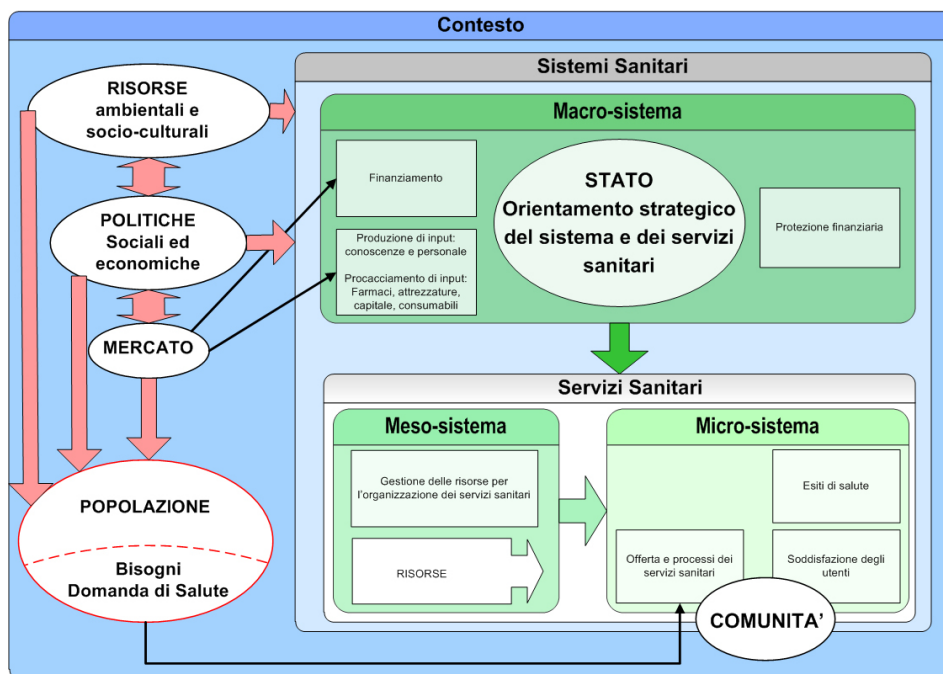 Contesto
RISORSE
ambientali e
socio-culturali
POLITICHE
Sociali ed
economiche
MERCATO
POPOLAZIONE
Bisogni
Domanda di Salute
Sistemi Sanitari
Macro-sistema
Finanziamento
Produzione di input:
conoscenze e personale
Procacciamento di input:
Farmaci, attrezzature,
capitale, consumabili
STATO
Orientamento strategico
del sistema e dei servizi
sanitari
Protezione finanziaria
Servizi Sanitari
Meso-sistema
Gestione delle risorse per
l'organizzazione dei servizi sanitari
RISORSE
Micro-sistema
Esiti di salute
Offerta e processi dei
servizi sanitari
Soddisfazione degli
utenti
COMUNITA'